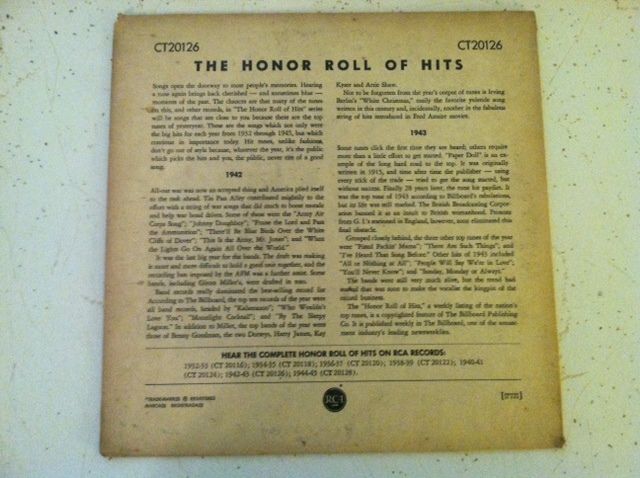 CT20126 CT20126
THE HONOR ROLL OF HITS
Songs open the doorway to most people's memories. Hearing
a tune again brings back cherished — and sometimes blue —
moments of the past. The chances are that many of the tunes
in this, and other records, in "The Honor Roll of Hits" series
will be songs that are close to you because these are the top
tunes of yesteryear. These are the songs which not only were
the big hits for each year from 1932 through 1945, but which
continue in importance today. Hit tunes, unlike fashions,
don't go out of style because, whatever the year, it's the public
which picks the hits and you, the public, never tire of a good
song.
1942
All-out war was now an accepted thing and America plied itself
to the task ahead. Tin Pan Alley contributed mightily to the
effort with a string of war songs that did much to boost morale
and help war bond drives. Some of these were the "Army Air
Corps Song"; "Johnny Doughboy"; "Praise the Lord and Pass
the Ammunition"; "There'll Be Blue Birds Over the White
Cliffs of Dover"; "This Is the Army, Mr. Jones"; and "When
the Lights Go On Again All Over the World."
It was the last big year for the bands. The draft was making
it more and more difficult to hold a good one together, and the
recording ban imposed by the AFM was a further assist. Some
bands, including Glenn Miller's, were drafted in toto.
Band records really dominated the best-selling record for
According to The Billboard, the top ten records of the year were
all band records, headed by "Kalamazoo"; "Who Wouldn't
Love You"; "Moonlight Cocktail"; and "By The Sleepy
Lagoon." In addition to Miller, the top bands of the year were
those of Benny Goodman, the two Dorseys, Harry James, Kay
Kyser and Artie Shaw.
Not to be forgotten from the year's output of tunes is Irving
Berlin's "White Christmas," easily the favorite yuletide song
written in this century and, incidentally, another in the fabulous
string of hits introduced in Fred Astaire movies.
1943
Some tunes click the first time they are heard; others require
more than a little effort to get started. "Paper Doll" is an ex-
ample of the long hard road to the top. It was originally
written in 1915, and time after time the publisher — using
every trick of the trade — tried to get the song started, but
without success. Finally 28 years later, the tune hit paydirt. It
was the top tune of 1943 according to Billboard's tabulations,
but its life was still marked. The British Broadcasting Corpor-
ation banned it as an insult to British womanhood. Protests
from G. I.'s stationed in England, however, soon eliminated this
final obstacle.
Grouped closely behind, the three other top tunes of the year
were "Pistol Packin' Mama"; "There Are Such Things"; and
"I've Heard That Song Before." Other hits of 1943 included
"All or Nothing at All"; "People Will Say We're in Love";
"You'll Never Know"; and "Sunday, Monday or Always."
The bands were still very much alive, but the trend had
started that was soon to make the vocalist the kingpin of the
record business.
The "Honor Roll of Hits," a weekly listing of the nation's
top tunes, is a copyrighted feature of The Billboard Publishing
Co. It is published weekly in The Billboard, one of the amuse-
ment industry's leading newsweeklies.
HEAR THE COMPLETE HONOR ROLL OF HITS ON RCA RECORDS:
1932-33 (CT 20116); 1934-35 (CT 20118); 1936-37 (CT 20120); 1938-39 (CT 20122); 1940-41
(CT 20124); 1942-43 (CT 20126); 1944-45 (CT 20128).
TRADEMARKS ® REGISTERED
MARCAS REGISTRADAS
RCA